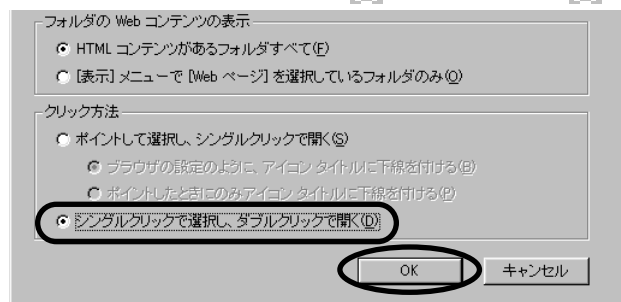 フォルダの Web コンテンツの表示
HTML コンテンツがあるフォルダすべて(F)
[表示] メニューで [Web ページ] を選択しているフォルダのみ(O)
クリック方法
ポイントして選択し、シングルクリックで開く(S)
ブラウザの設定のように、アイコン タイトルに下線を付ける(B)
ポイントしたときにのみアイコン タイトルに下線を付ける(P)
シングルクリックで選択し、ダブルクリックで開く(D)
OK
キャンセル